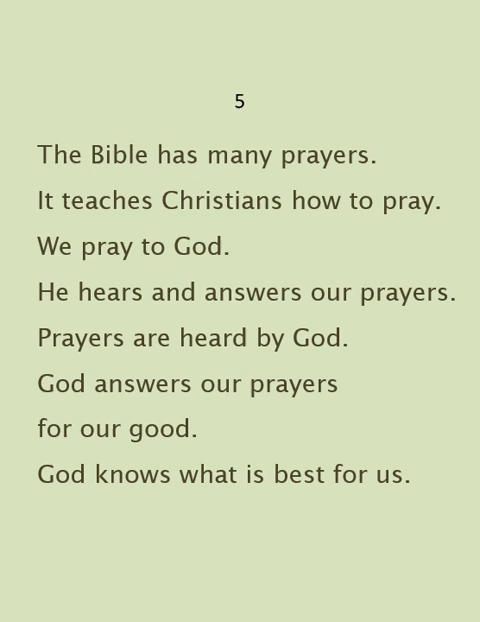 5
The Bible has many prayers.
It teaches Christians how to pray.
We pray to God.
He hears and answers our prayers.
Prayers are heard by God.
God answers our prayers
for our good.
God knows what is best for us.